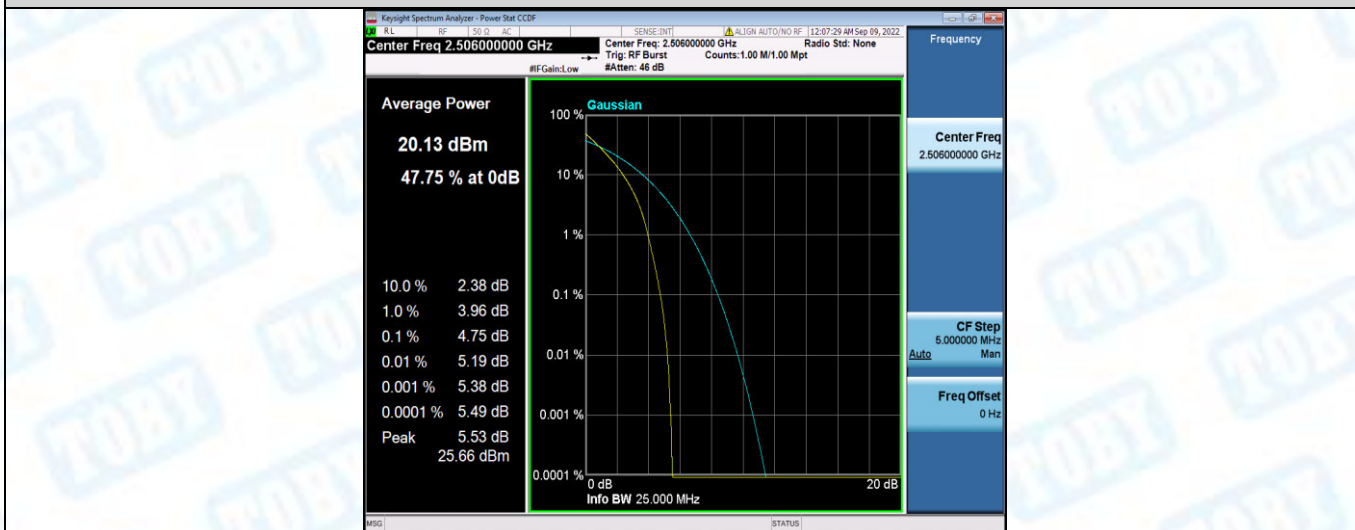 Keysight Spectrum Analyzer - Power Stat CCDF
RL RF 50 Ω AC SENSE:INT ALIGN AUTO/NO RF 12:07:29 AM Sep 09, 2022
Center Freq 2.506000000 GHz
Center Freq: 2.506000000 GHz Radio Std: None
Trig: RF Burst Counts:1.00 M/1.00 Mpt
#IFGain:Low #Atten: 46 dB
Frequency
Average Power
20.13 dBm
47.75 % at 0dB
10.0 % 2.38 dB
1.0 % 3.96 dB
0.1 % 4.75 dB
0.01 % 5.19 dB
0.001 % 5.38 dB
0.0001 % 5.49 dB
Peak 5.53 dB
25.66 dBm
Gaussian
100 %
10 %
1 %
0.1 %
0.01 %
0.001 %
0.0001 %
0 dB 20 dB
Info BW 25.000 MHz
Center Freq
2.506000000 GHz
CF Step
5.000000 MHz
Auto Man
Freq Offset
0 Hz
MSG STATUS
TOBY
TOBY
TOBY
TOBY
TOBY
TOBY
TOBY
TOBY